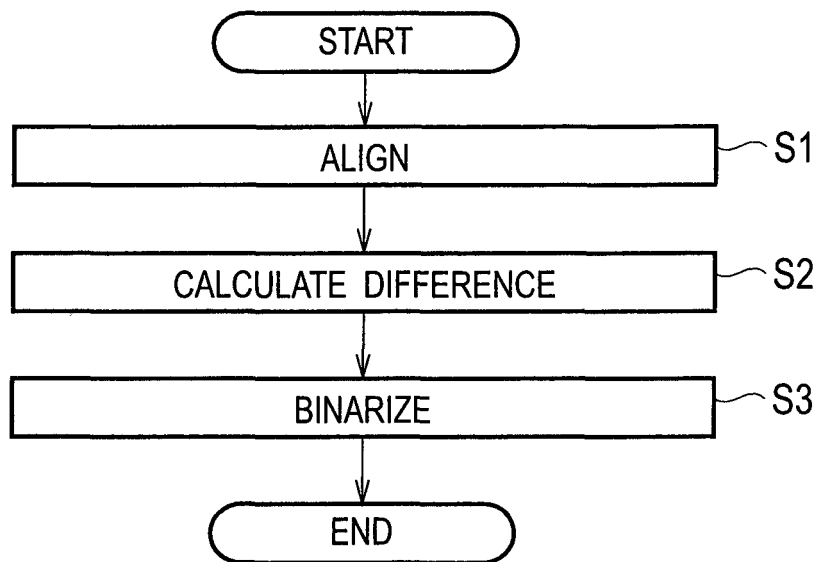 START
ALIGN
S1
CALCULATE DIFFERENCE
S2
BINARIZE
S3
END